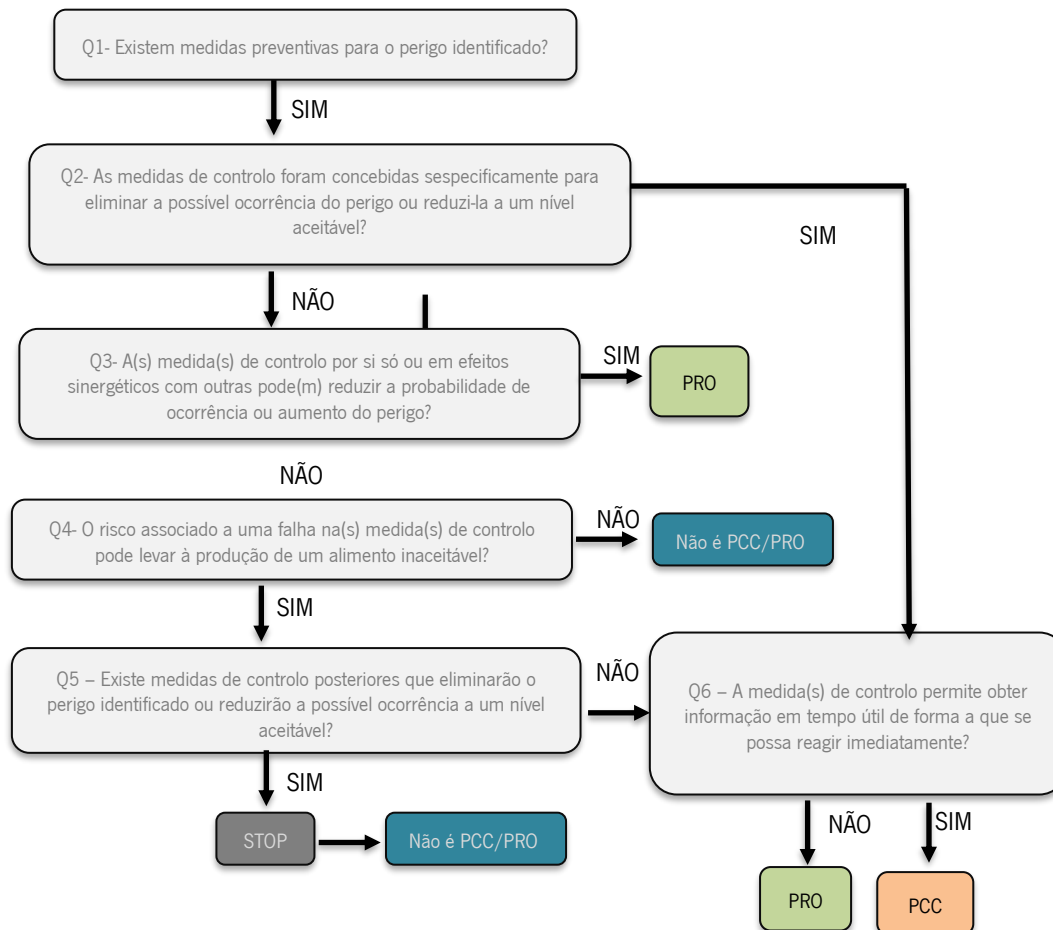 Q1- Existem medidas preventivas para o perigo identificado?
SIM
Q2- As medidas de controlo foram concebidas sespecificamente para
eliminar a possível ocorrência do perigo ou reduzi-la a um nível
aceitável?
SIM
NÃO
Q3- A(s) medida(s) de controlo por si só ou em efeitos
sinergéticos com outras pode(m) reduzir a probabilidade de
ocorrência ou aumento do perigo?
SIM
PRO
NÃO
Q4- O risco associado a uma falha na(s) medida(s) de controlo
pode levar à produção de um alimento inaceitável?
NÃO
Não é PCC/PRO
SIM
Q5 – Existe medidas de controlo posteriores que eliminarão o
perigo identificado ou reduzirão a possível ocorrência a um nível
aceitável?
NÃO
Q6 – A medida(s) de controlo permite obter
informação em tempo útil de forma a que se
possa reagir imediatamente?
SIM
STOP
Não é PCC/PRO
NÃO
SIM
PRO
PCC